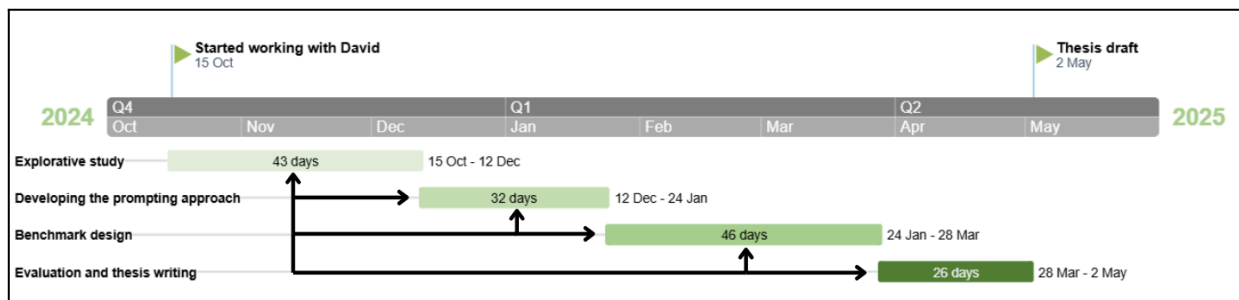 Started working with David
15 Oct
Thesis draft
2 May
2024
Q4 Q1 Q2
Oct Nov Dec Jan Feb Mar Apr May
2025
Explorative study 43 days 15 Oct - 12 Dec
Developing the prompting approach 32 days 12 Dec - 24 Jan
Benchmark design 46 days 24 Jan - 28 Mar
Evaluation and thesis writing 26 days 28 Mar - 2 May